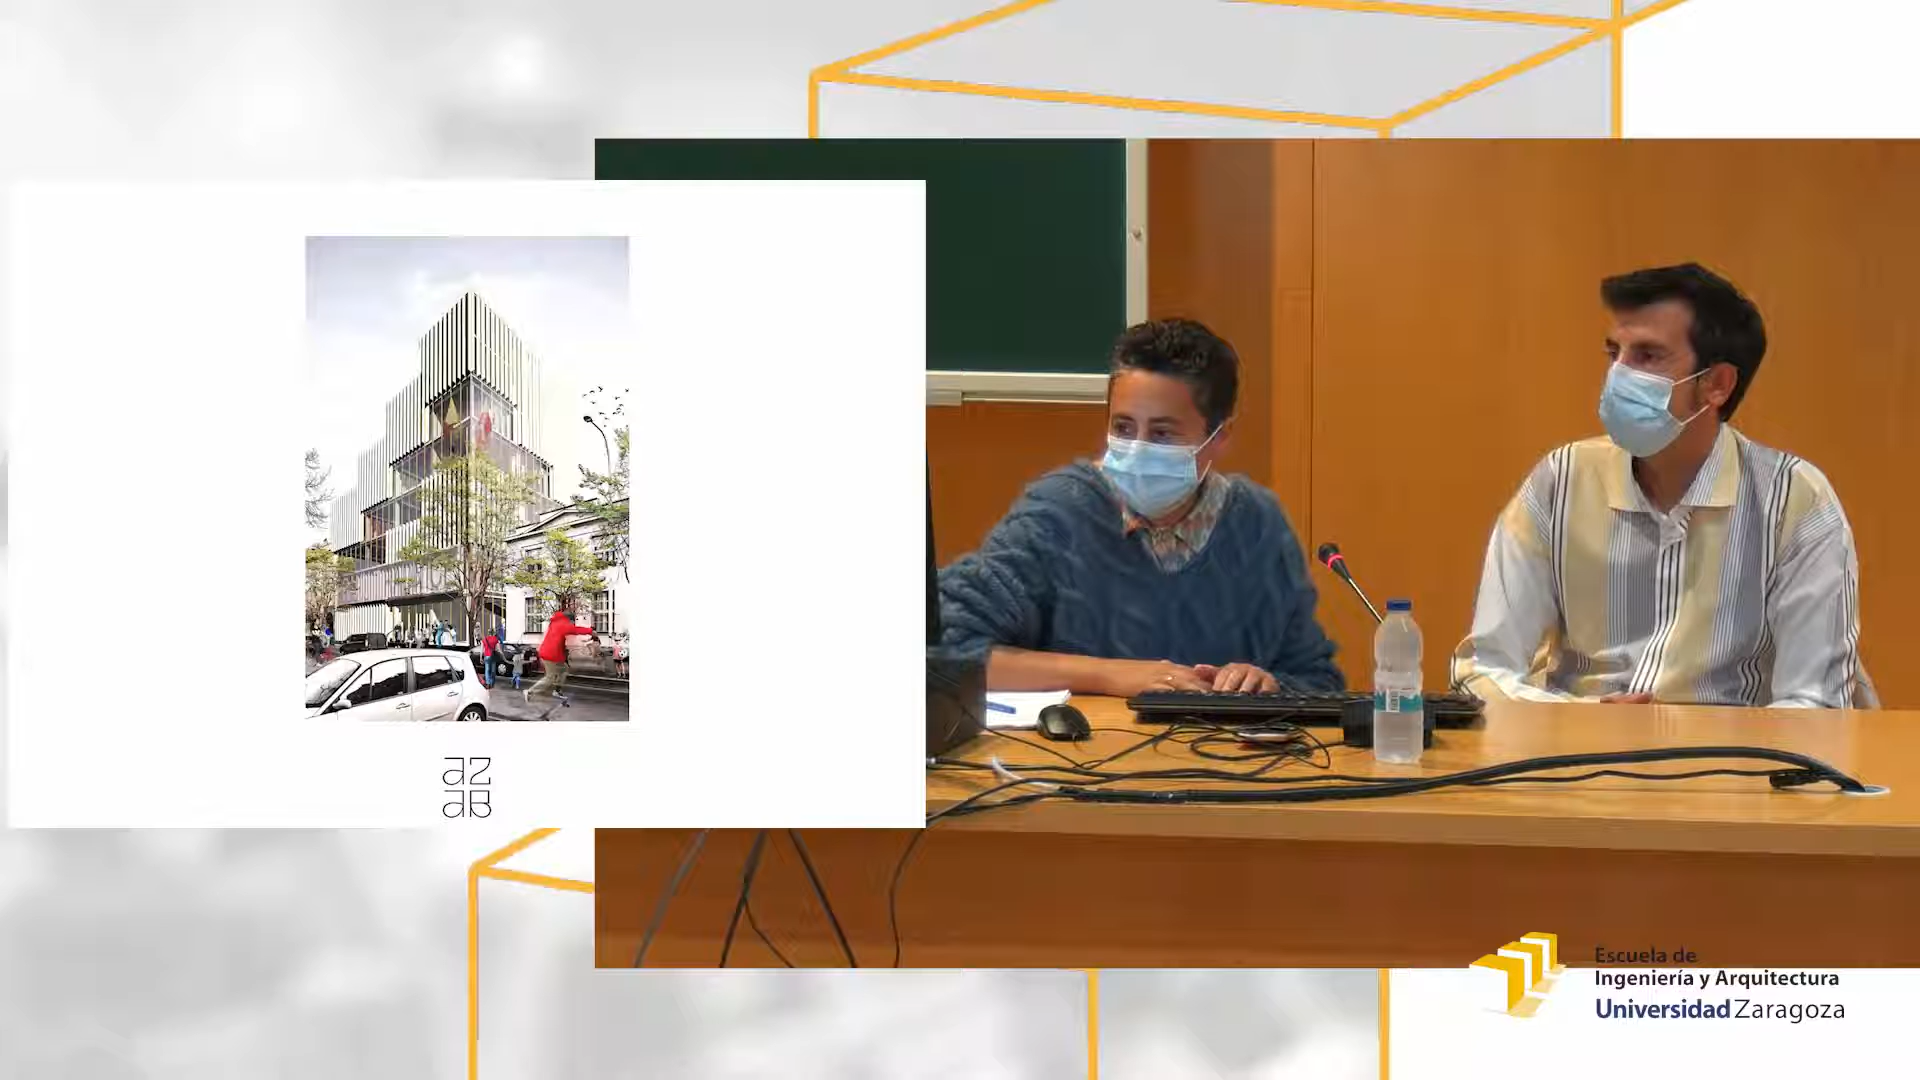 az
ab
Escuela de
Ingeniería y Arquitectura
Universidad Zaragoza